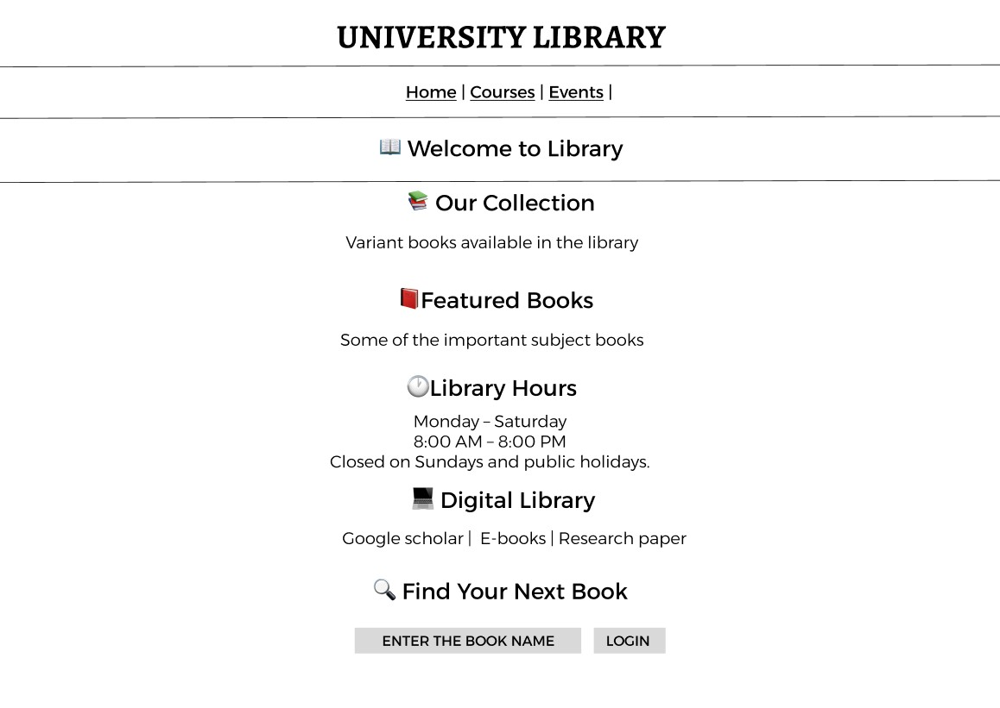 UNIVERSITY LIBRARY
Home | Courses | Events |
📖 Welcome to Library
📚 Our Collection
Variant books available in the library
📕Featured Books
Some of the important subject books
🕐Library Hours
Monday – Saturday
8:00 AM – 8:00 PM
Closed on Sundays and public holidays.
💻 Digital Library
Google scholar | E-books | Research paper
🔍 Find Your Next Book
ENTER THE BOOK NAME LOGIN